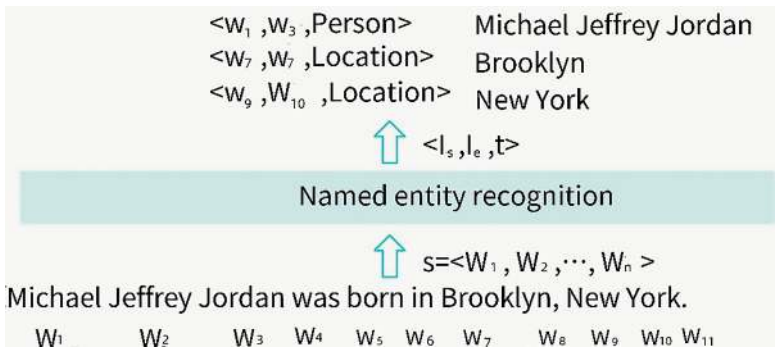 <w₁ ,w₃ ,Person> Michael Jeffrey Jordan
<w₇ ,w₇ ,Location> Brooklyn
<w₉ ,W₁₀ ,Location> New York
<Iₛ ,Iₑ ,t>
Named entity recognition
s=<W₁ , W₂ ,⋯, Wₙ >
Michael Jeffrey Jordan was born in Brooklyn, New York.
W₁ W₂ W₃ W₄ W₅ W₆ W₇ W₈ W₉ W₁₀ W₁₁